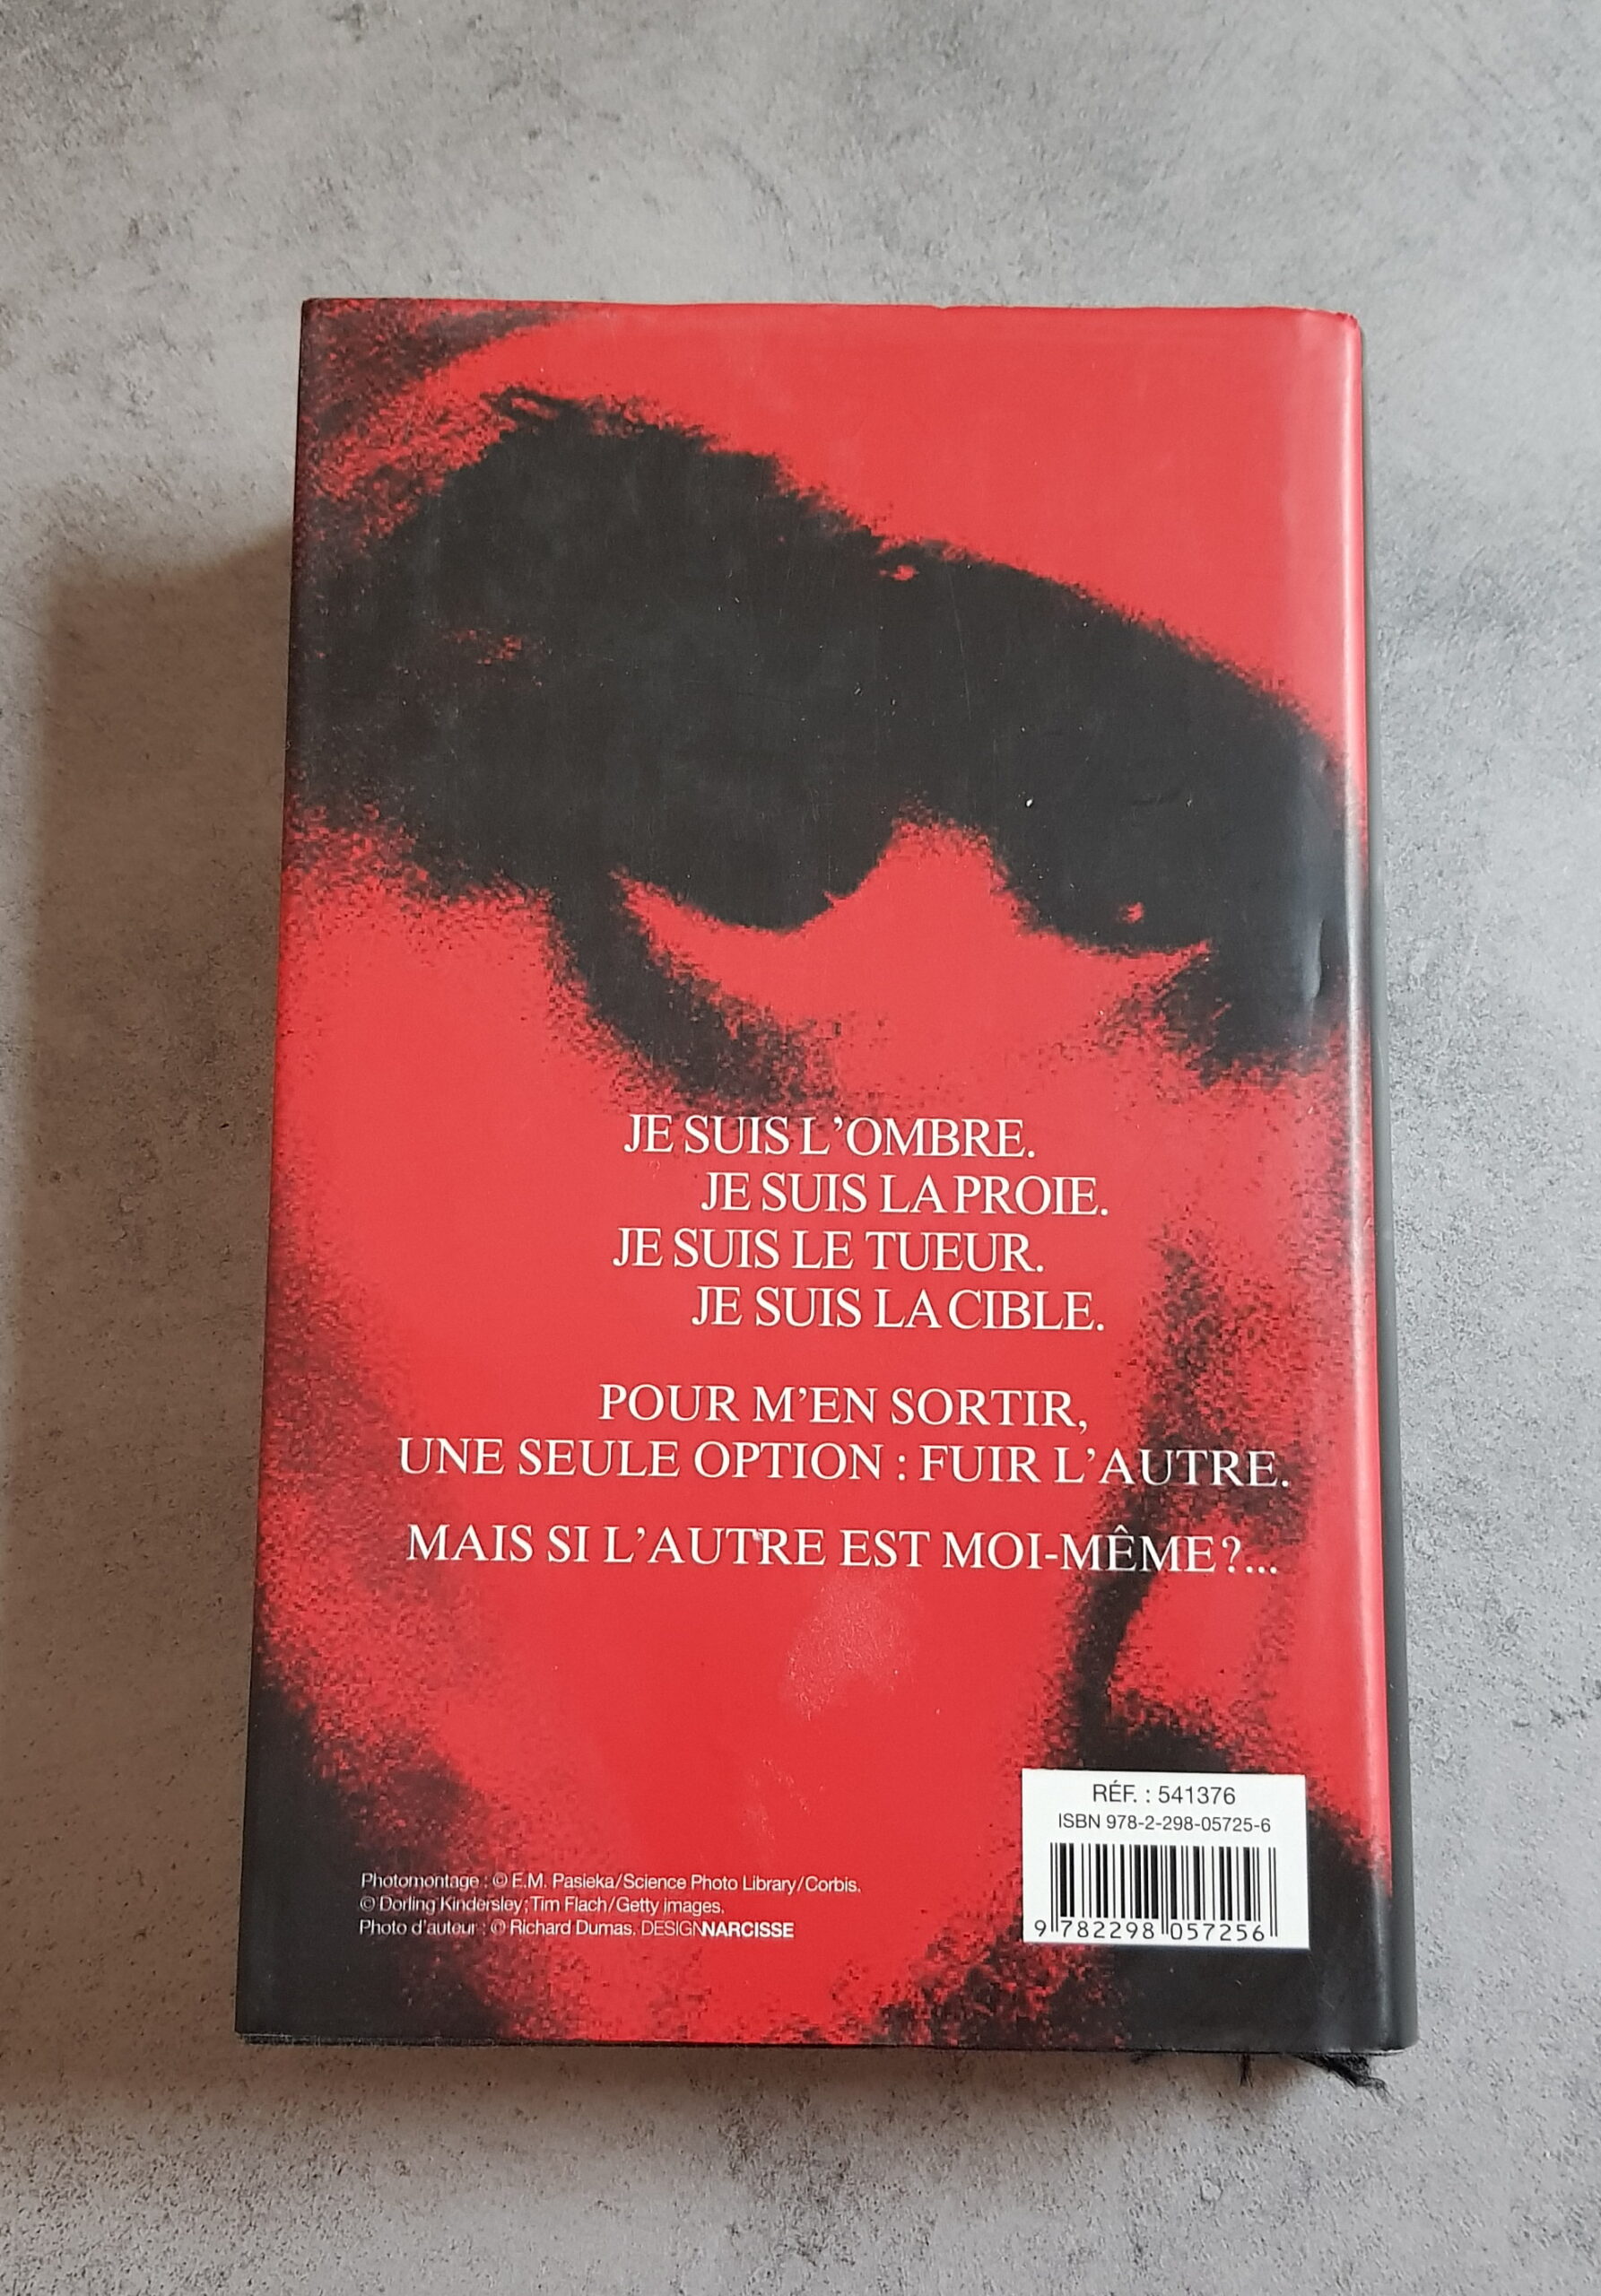 JE SUIS L'OMBRE.
JE SUIS LA PROIE.
JE SUIS LE TUEUR.
JE SUIS LA CIBLE.
POUR M'EN SORTIR,
UNE SEULE OPTION : FUIR L'AUTRE.
MAIS SI L'AUTRE EST MOI-MÊME ?...
RÉF. : 541376
ISBN 978-2-298-05725-6
9 782298 057256
Photomontage : © E.M. Pasieka/Science Photo Library/Corbis.
© Dorling Kindersley ; Tim Flach/Getty images.
Photo d'auteur : © Richard Dumas. DESIGNNARCISSE